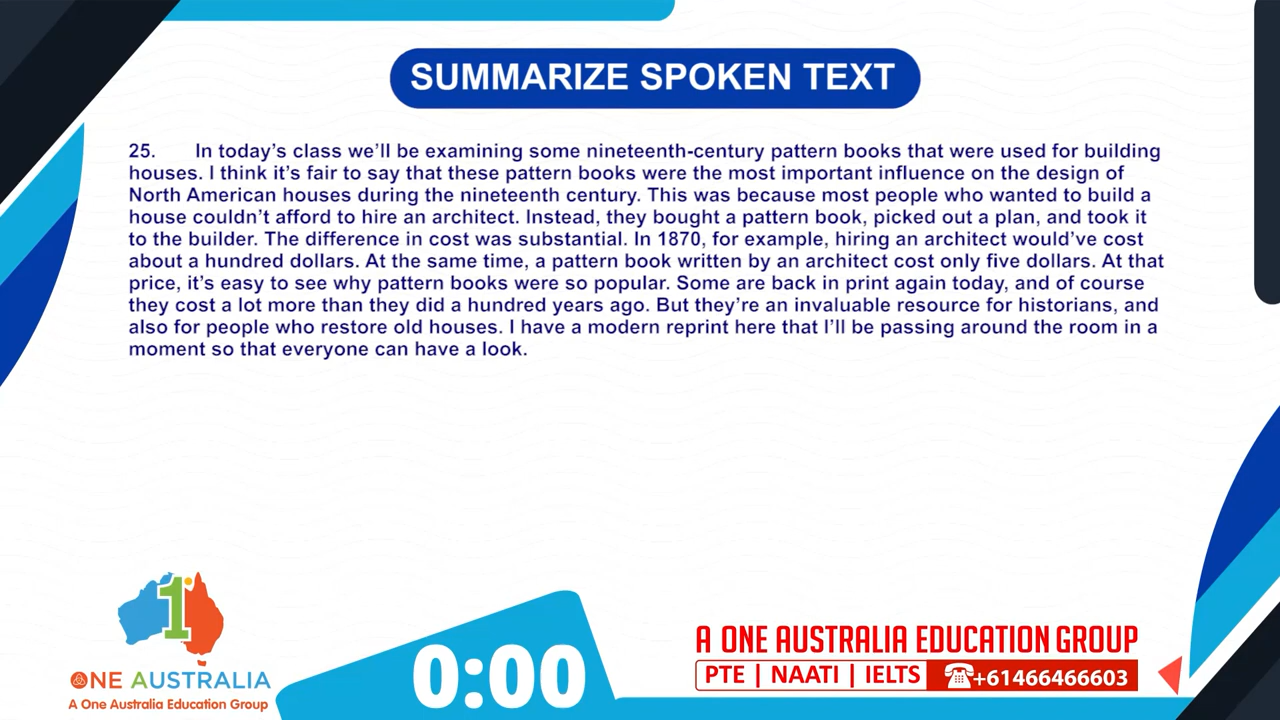 SUMMARIZE SPOKEN TEXT
25. In today's class we'll be examining some nineteenth-century pattern books that were used for building
houses. I think it's fair to say that these pattern books were the most important influence on the design of
North American houses during the nineteenth century. This was because most people who wanted to build a
house couldn't afford to hire an architect. Instead, they bought a pattern book, picked out a plan, and took it
to the builder. The difference in cost was substantial. In 1870, for example, hiring an architect would've cost
about a hundred dollars. At the same time, a pattern book written by an architect cost only five dollars. At that
price, it's easy to see why pattern books were so popular. Some are back in print again today, and of course
they cost a lot more than they did a hundred years ago. But they're an invaluable resource for historians, and
also for people who restore old houses. I have a modern reprint here that I'll be passing around the room in a
moment so that everyone can have a look.
1
ONE AUSTRALIA
A One Australia Education Group
0:00
A ONE AUSTRALIA EDUCATION GROUP
PTE | NAATI | IELTS +61466466603